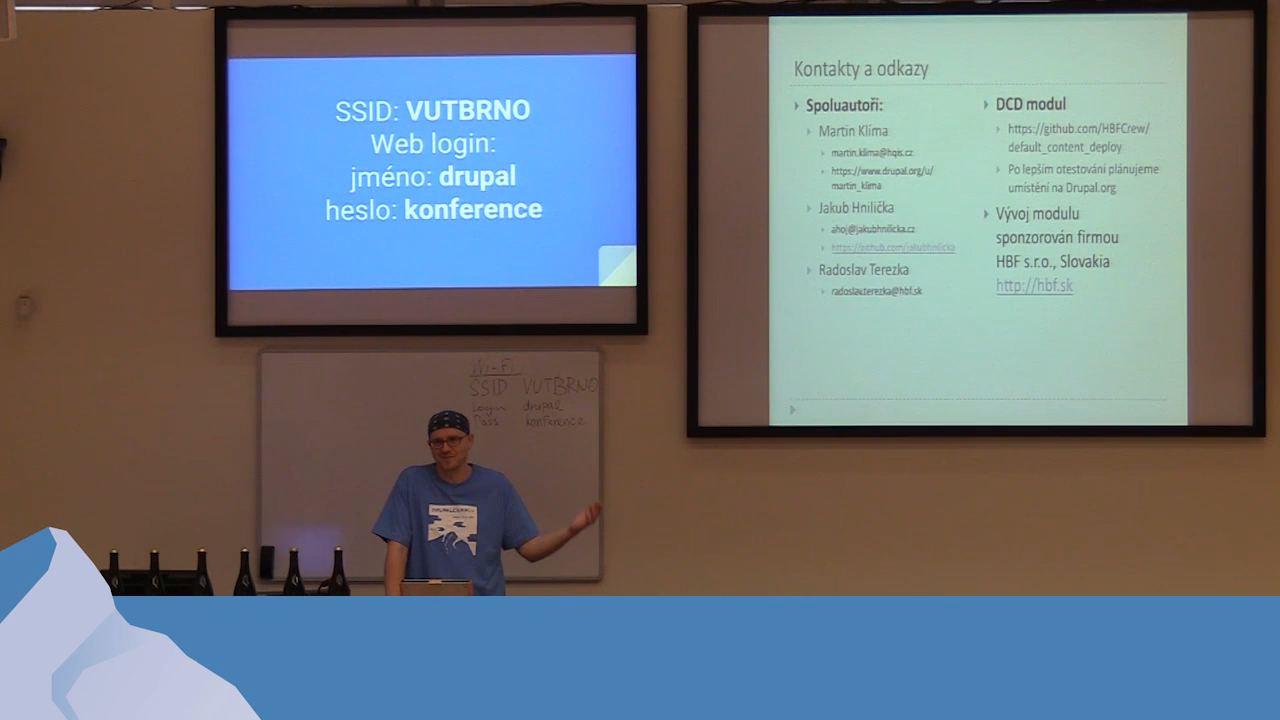 SSID: VUTBRNO
Web login:
jméno: drupal
heslo: konference
Kontakty a odkazy
Spoluautoři:
Martin Klíma
martin.klima@hqis.cz
https://www.drupal.org/u/
martin_klima
Jakub Hnilička
ahoj@jakubhnilicka.cz
https://github.com/jakubhnilicka
Radoslav Terezka
radoslav.terezka@hbf.sk
DCD modul
https://github.com/HBFCrew/
default_content_deploy
Po lepším otestování plánujeme
umístění na Drupal.org
Vývoj modulu
sponzorován firmou
HBF s.r.o., Slovakia
http://hbf.sk
Wi-Fi
SSID VUTBRNO
Login drupal
Pass konference